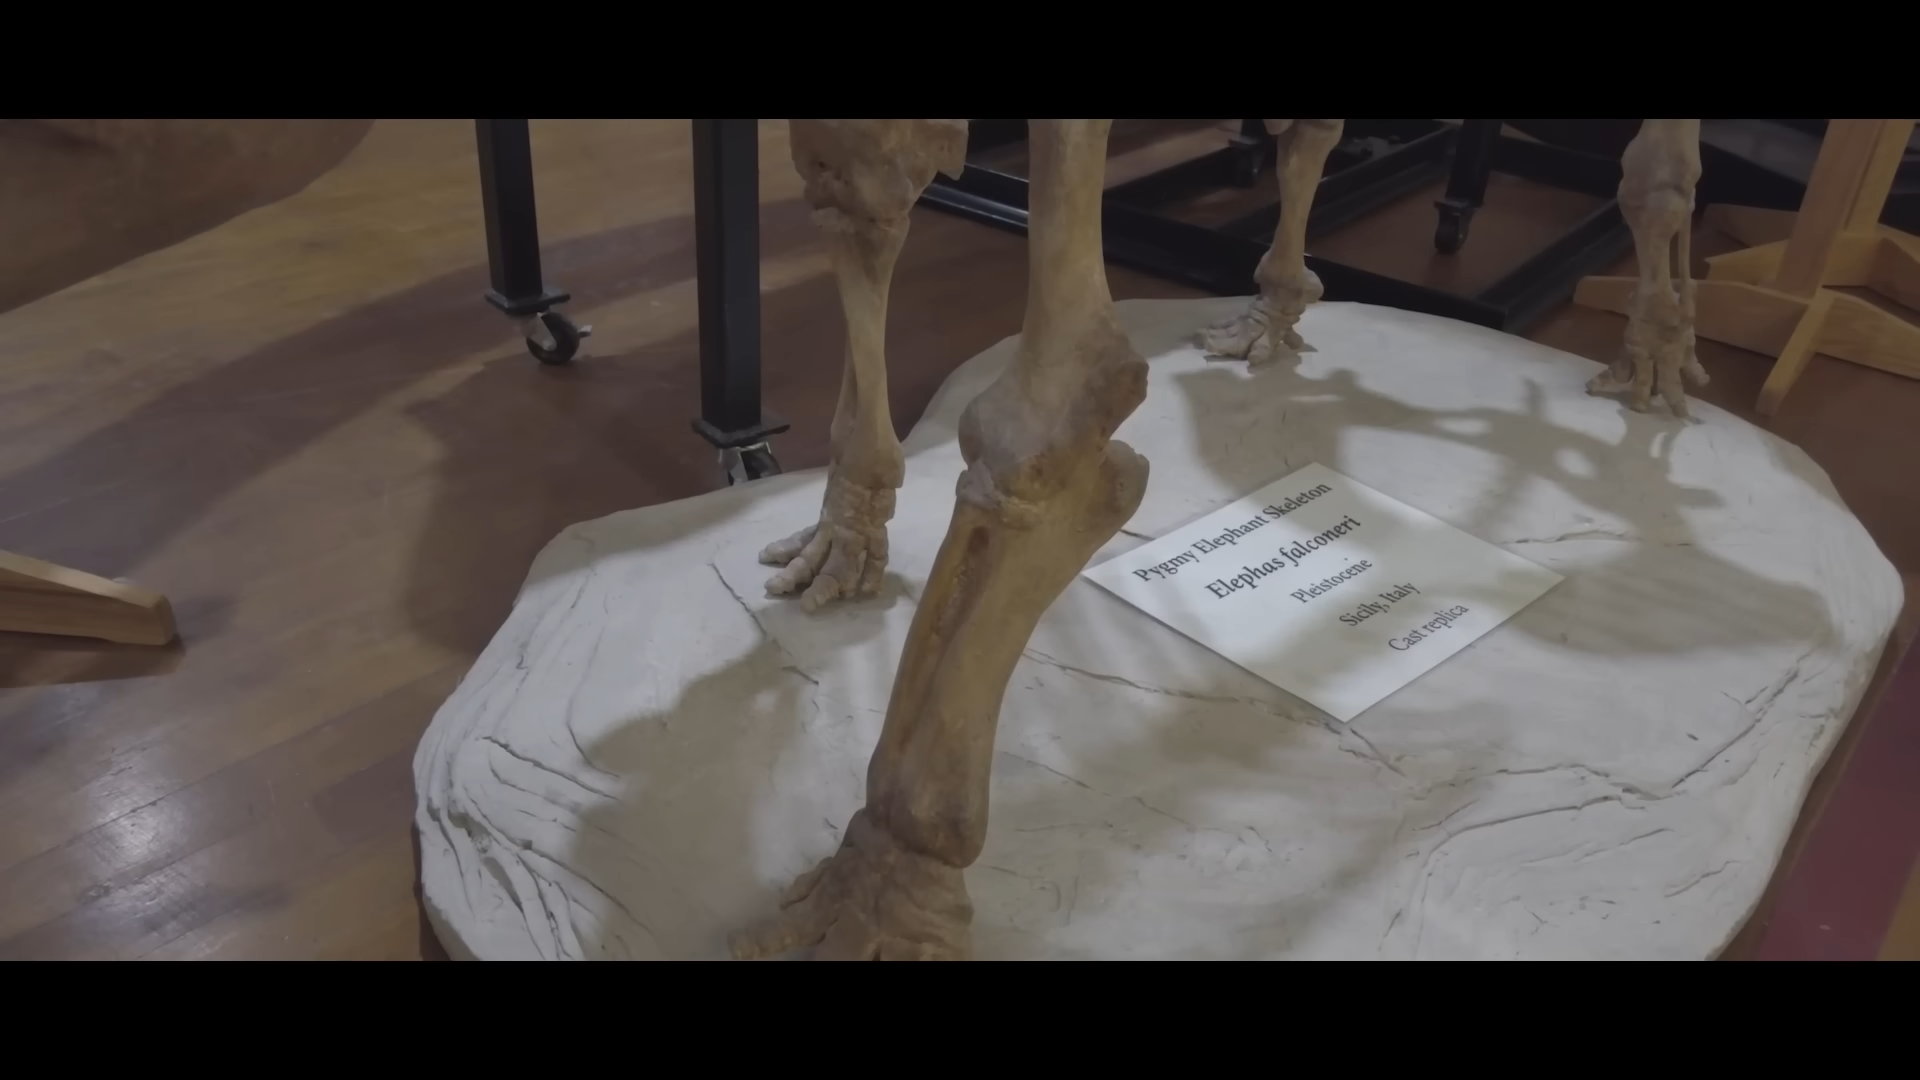 Pygmy Elephant Skeleton
Elephas falconeri
Pleistocene
Sicily, Italy
Cast replica